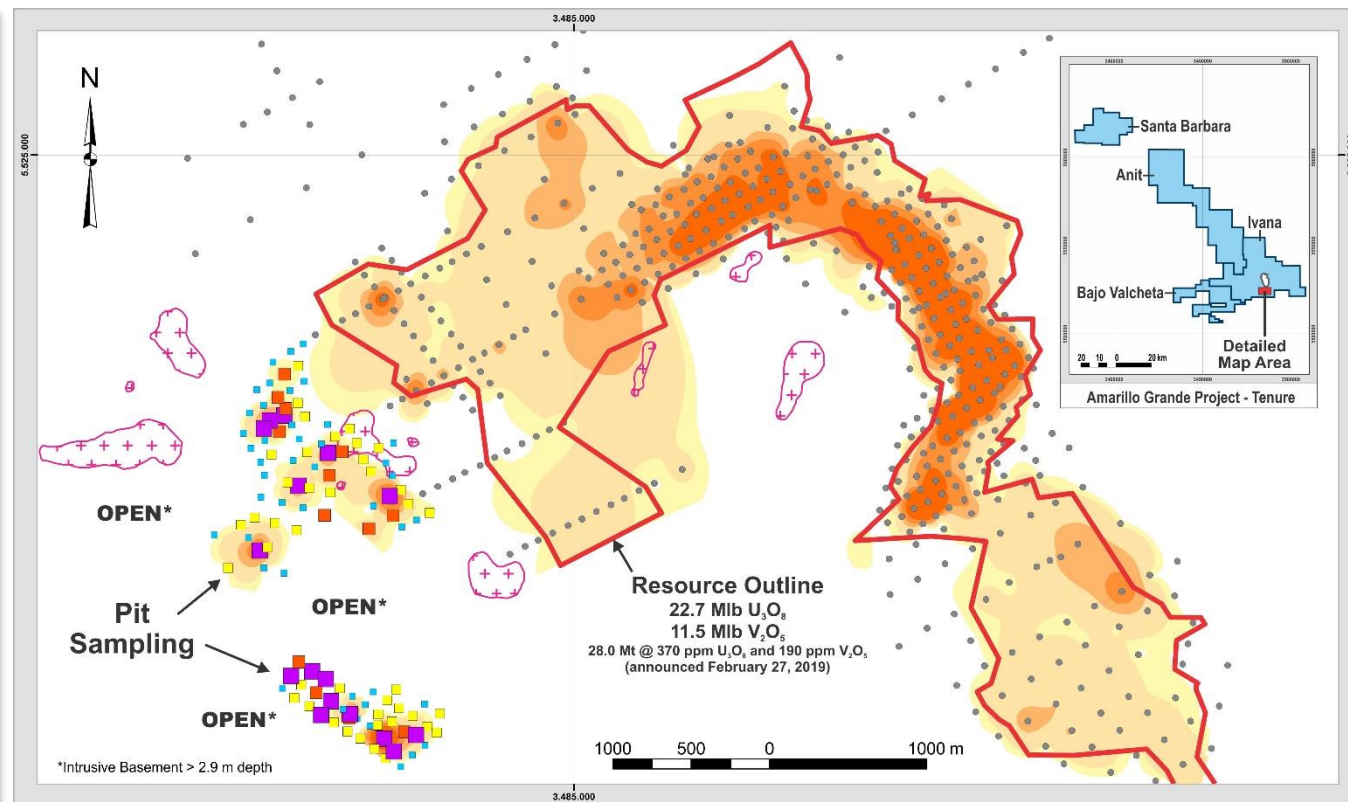 3.485.000
N
5.525.000
OPEN*
Pit
Sampling
OPEN*
OPEN*
Resource Outline
22.7 Mlb U₃O₈
11.5 Mlb V₂O₅
28.0 Mt @ 370 ppm U₃O₈ and 190 ppm V₂O₅
(announced February 27, 2019)
1000 500 0 1000 m
*Intrusive Basement > 2.9 m depth
3.485.000
Santa Barbara
Anit
Ivana
Bajo Valcheta
20 10 0 20 km
Detailed
Map Area
Amarillo Grande Project - Tenure